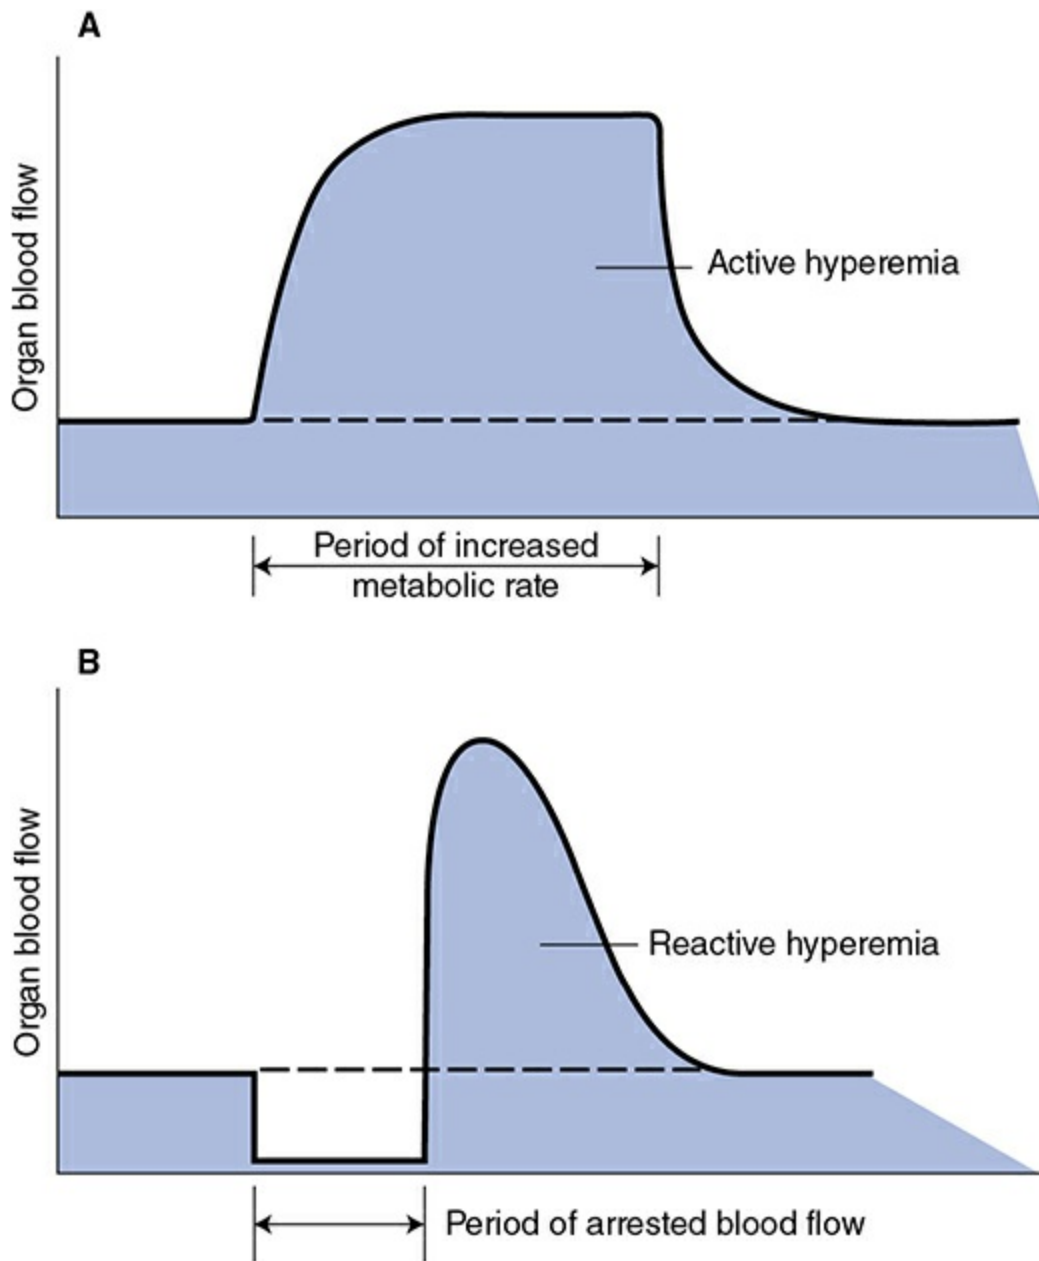 A
Organ blood flow
Active hyperemia
Period of increased
metabolic rate
B
Organ blood flow
Reactive hyperemia
Period of arrested blood flow